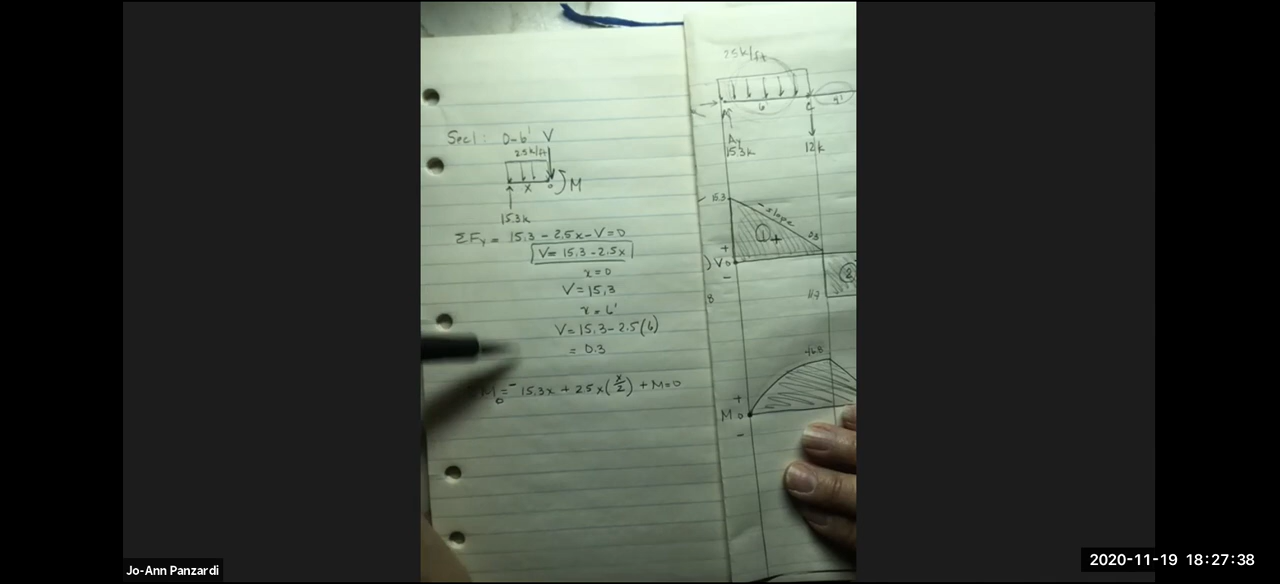 Sec1: 0-6' V
2.5k/ft
x o M
15.3k
ΣFy = 15.3 - 2.5x - V = 0
V = 15.3 - 2.5x
x = 0
V = 15.3
x = 6'
V = 15.3 - 2.5(6)
= 0.3
M0 = -15.3x + 2.5x(x/2) + M = 0
2.5k/ft
6'
C
Ay
15.3k
12k
15.3
- slope
1 +
0.3
+
V 0
-
2
11.7
8
+
M 0
-
Jo-Ann Panzardi
2020-11-19 18:27:38